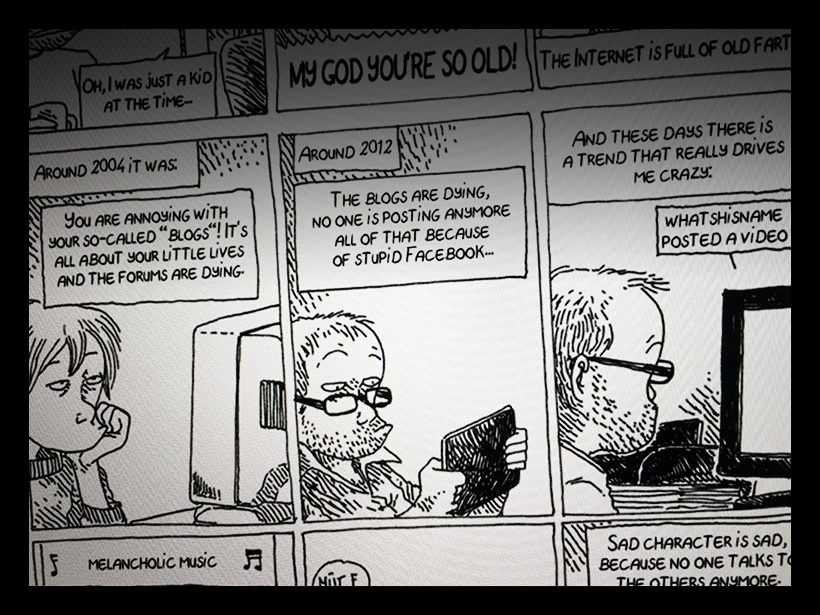 OH, I WAS JUST A KID
AT THE TIME...
MY GOD YOU'RE SO OLD!
THE INTERNET IS FULL OF OLD FART
AROUND 2004 IT WAS:
YOU ARE ANNOYING WITH
YOUR SO-CALLED "BLOGS"! IT'S
ALL ABOUT YOUR LITTLE LIVES
AND THE FORUMS ARE DYING.
AROUND 2012
THE BLOGS ARE DYING,
NO ONE IS POSTING ANYMORE
ALL OF THAT BECAUSE
OF STUPID FACEBOOK...
AND THESE DAYS THERE IS
A TREND THAT REALLY DRIVES
ME CRAZY:
WHATSHISNAME
POSTED A VIDEO
MELANCHOLIC MUSIC
SAD CHARACTER IS SAD,
BECAUSE NO ONE TALKS TO
THE OTHERS ANYMORE.